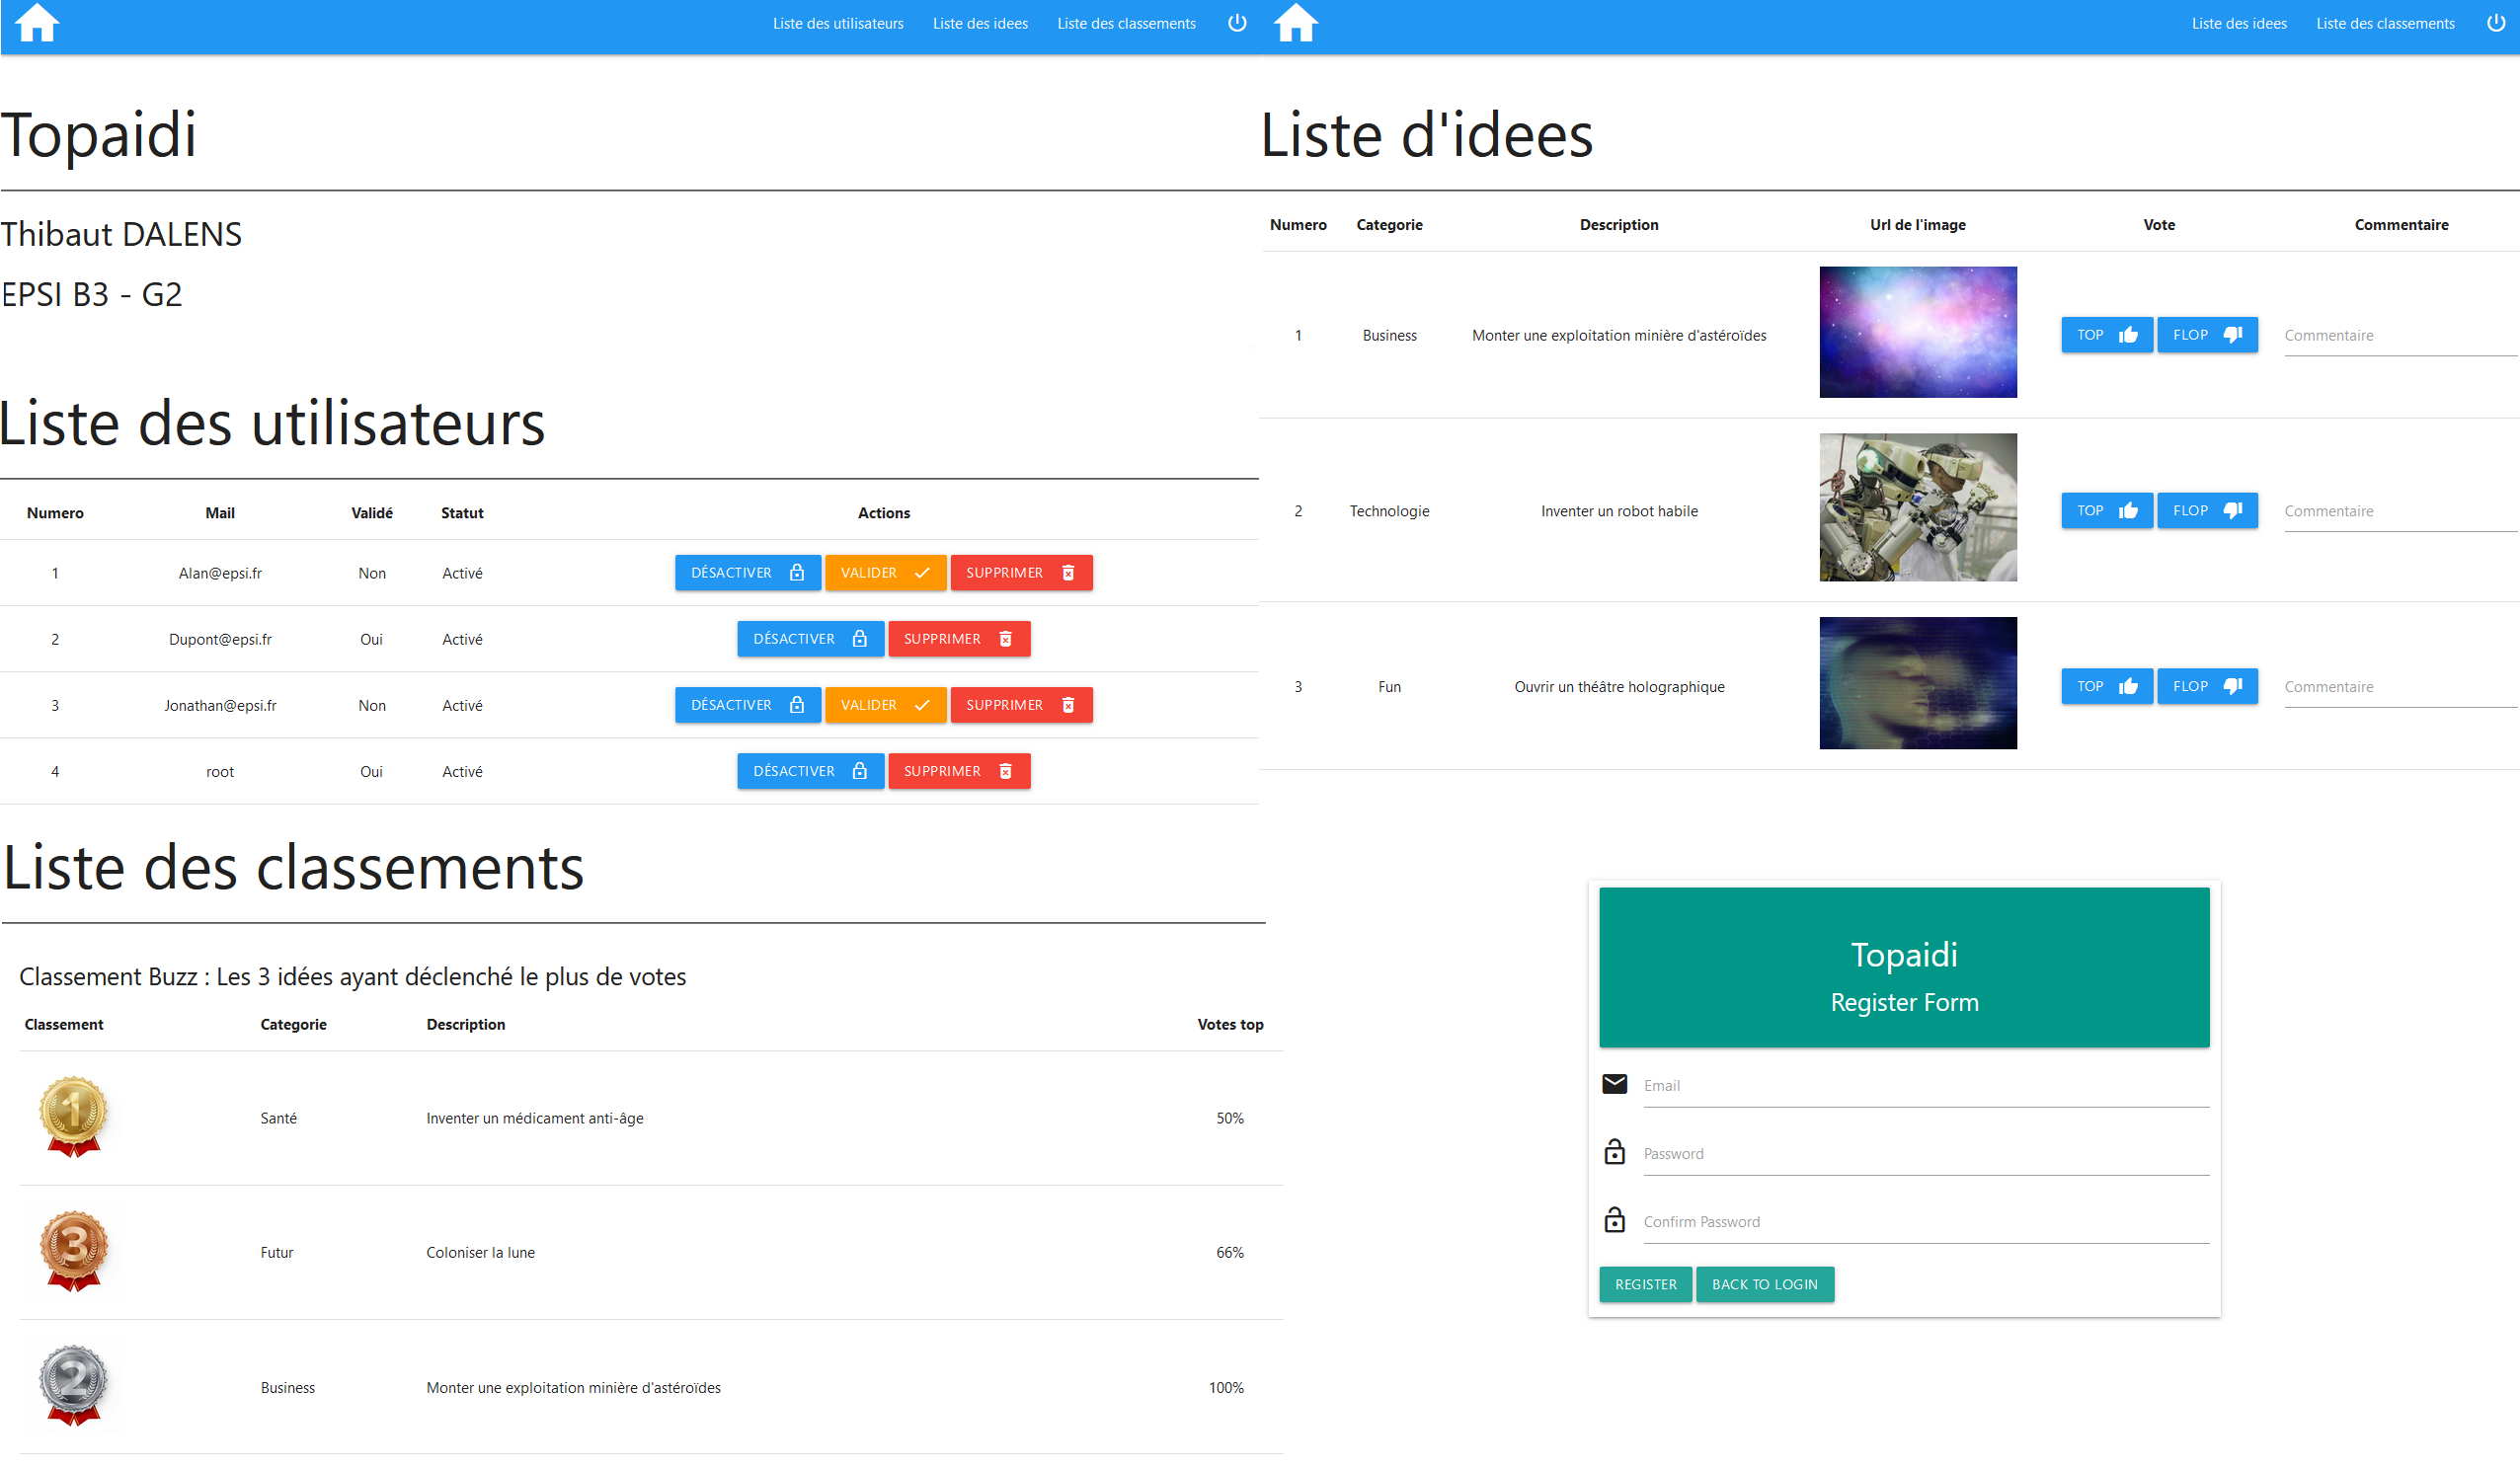 Liste des utilisateurs Liste des idees Liste des classements
Topaidi
Thibaut DALENS
EPSI B3 - G2
Liste des utilisateurs
Numero Mail Validé Statut Actions
1 Alan@epsi.fr Non Activé DÉSACTIVER VALIDER SUPPRIMER
2 Dupont@epsi.fr Oui Activé DÉSACTIVER SUPPRIMER
3 Jonathan@epsi.fr Non Activé DÉSACTIVER VALIDER SUPPRIMER
4 root Oui Activé DÉSACTIVER SUPPRIMER
Liste des classements
Classement Buzz : Les 3 idées ayant déclenché le plus de votes
Classement Categorie Description Votes top
1 Santé Inventer un médicament anti-âge 50%
3 Futur Coloniser la lune 66%
2 Business Monter une exploitation minière d'astéroïdes 100%
Liste des idees Liste des classements
Liste d'idees
Numero Categorie Description Url de l'image Vote Commentaire
1 Business Monter une exploitation minière d'astéroïdes TOP FLOP Commentaire
2 Technologie Inventer un robot habile TOP FLOP Commentaire
3 Fun Ouvrir un théâtre holographique TOP FLOP Commentaire
Topaidi
Register Form
Email
Password
Confirm Password
REGISTER BACK TO LOGIN